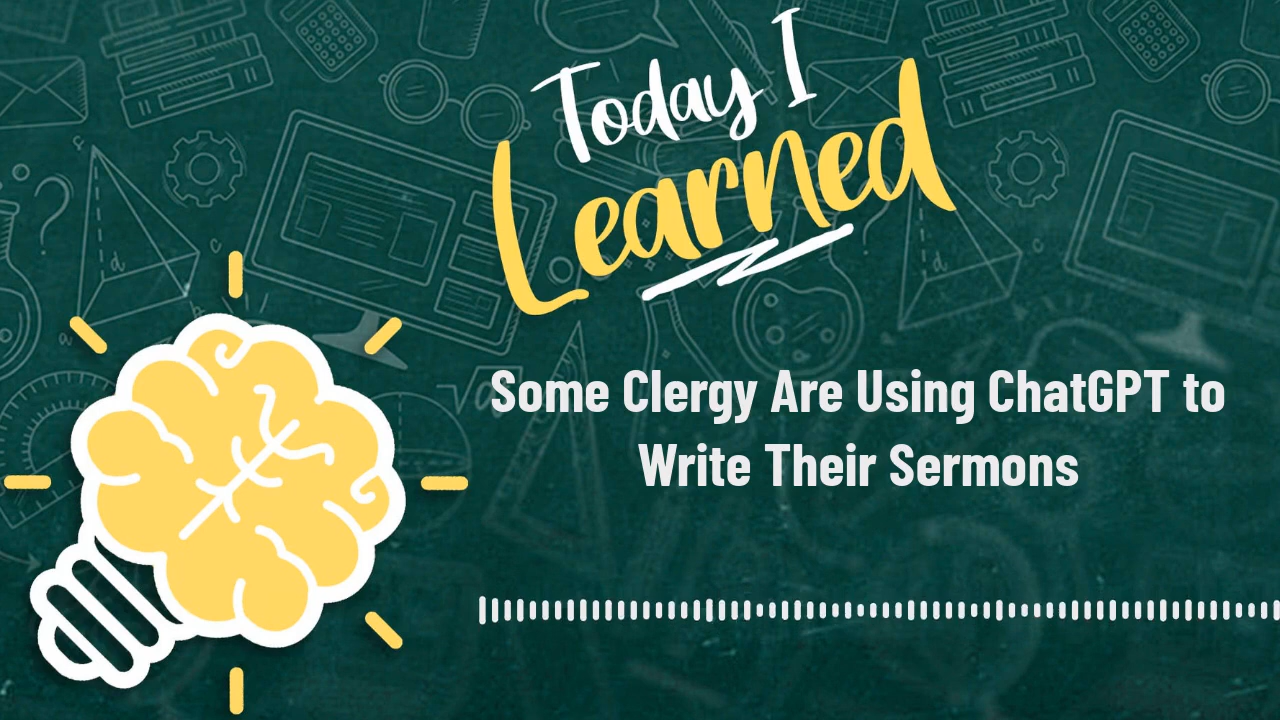 Today I
Learned
Some Clergy Are Using ChatGPT to
Write Their Sermons